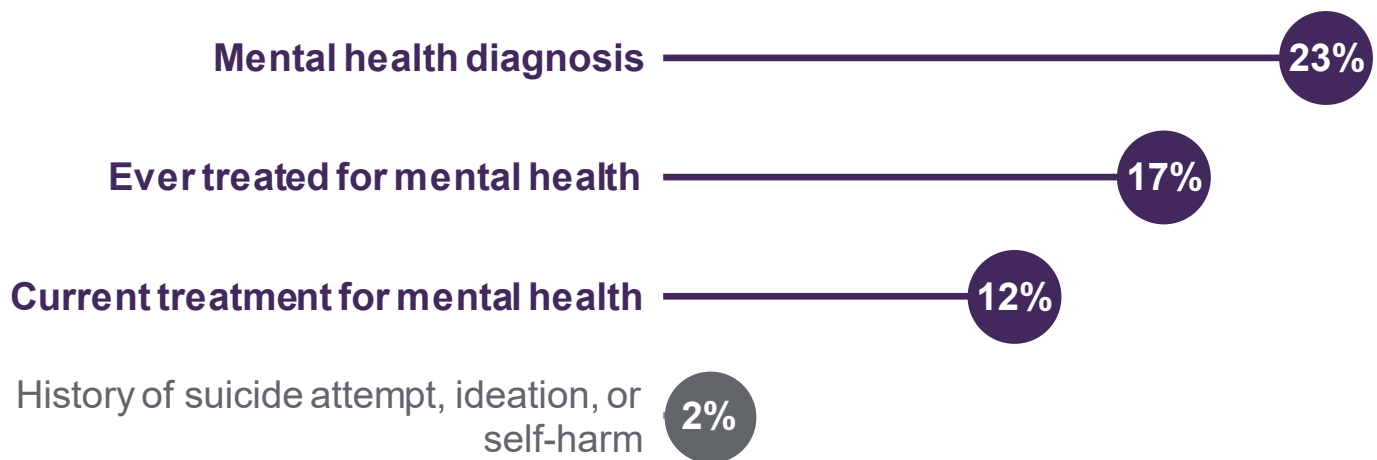 Mental health diagnosis 23%
Ever treated for mental health 17%
Current treatment for mental health 12%
History of suicide attempt, ideation, or
self-harm 2%